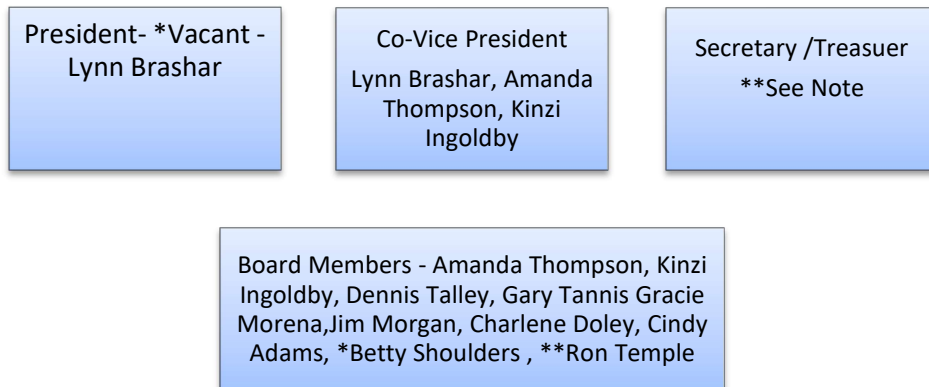 President- *Vacant -
Lynn Brashar
Co-Vice President
Lynn Brashar, Amanda
Thompson, Kinzi
Ingoldby
Secretary /Treasuer
**See Note
Board Members - Amanda Thompson, Kinzi
Ingoldby, Dennis Talley, Gary Tannis Gracie
Morena,Jim Morgan, Charlene Doley, Cindy
Adams, *Betty Shoulders , **Ron Temple